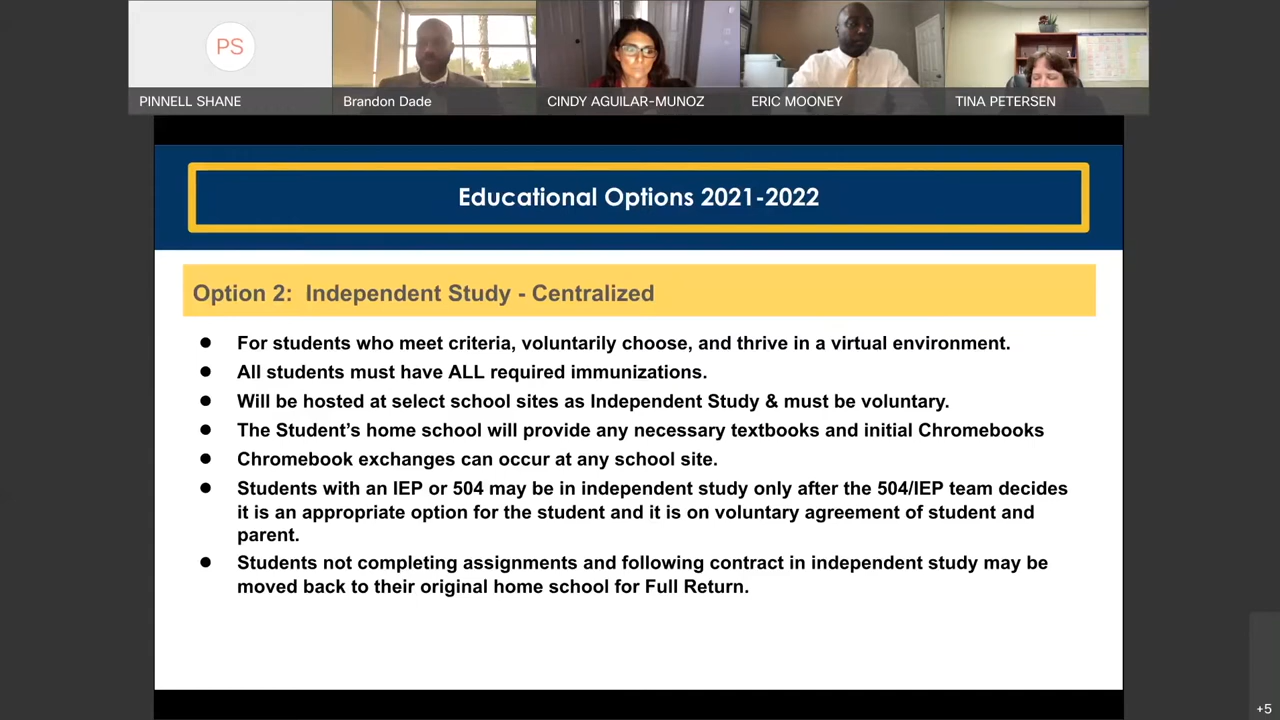 PS
PINNELL SHANE
Brandon Dade
CINDY AGUILAR-MUNOZ
ERIC MOONEY
TINA PETERSEN
Educational Options 2021-2022
Option 2: Independent Study - Centralized
● For students who meet criteria, voluntarily choose, and thrive in a virtual environment.
● All students must have ALL required immunizations.
● Will be hosted at select school sites as Independent Study & must be voluntary.
● The Student’s home school will provide any necessary textbooks and initial Chromebooks
● Chromebook exchanges can occur at any school site.
● Students with an IEP or 504 may be in independent study only after the 504/IEP team decides
it is an appropriate option for the student and it is on voluntary agreement of student and
parent.
● Students not completing assignments and following contract in independent study may be
moved back to their original home school for Full Return.
+5